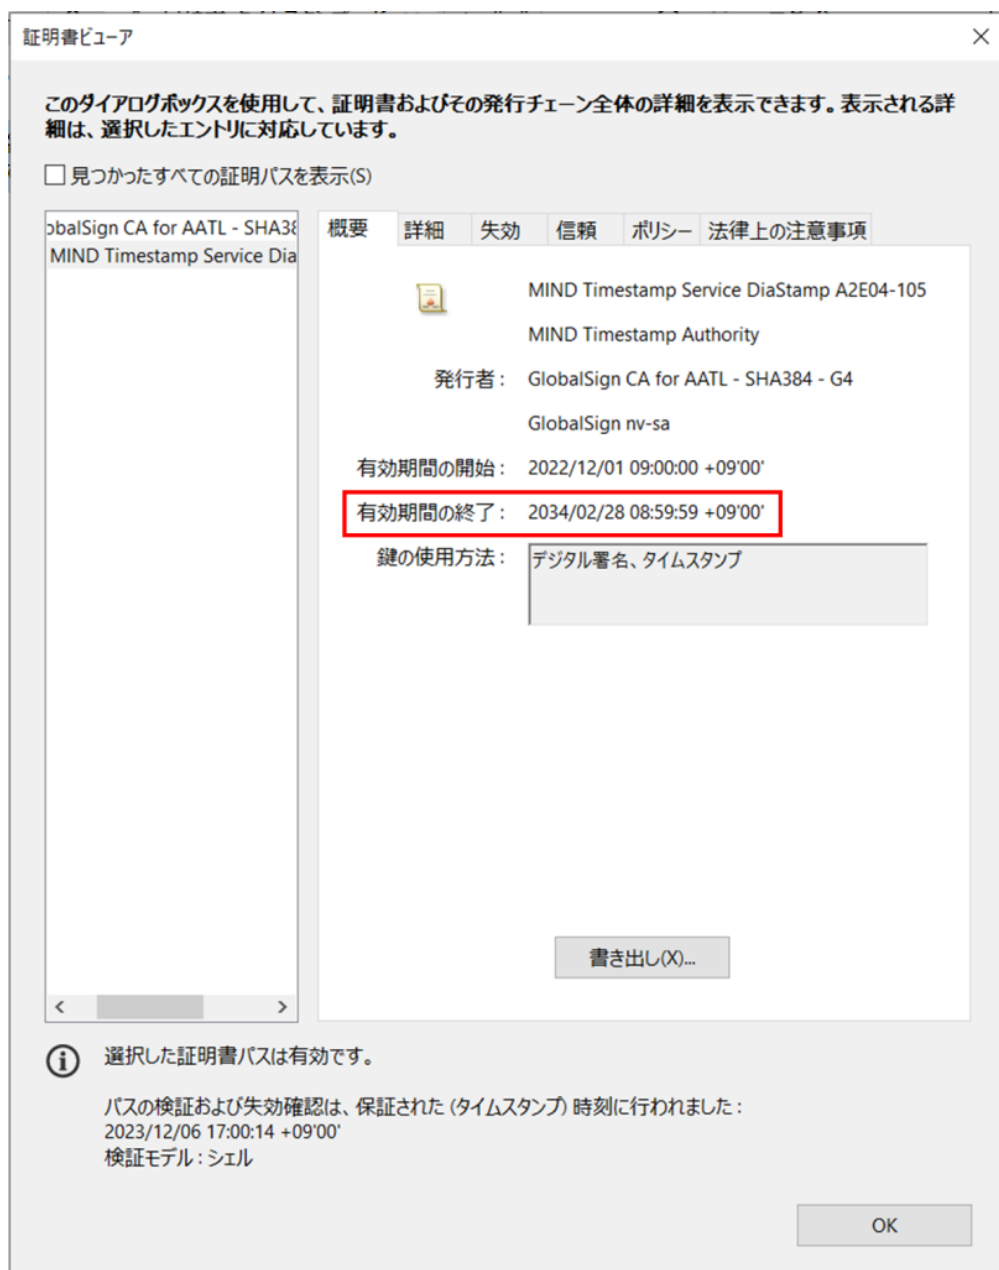 証明書ビューア
このダイアログボックスを使用して、証明書およびその発行チェーン全体の詳細を表示できます。表示される詳
細は、選択したエントリに対応しています。
見つかったすべての証明パスを表示(S)
obalSign CA for AATL - SHA38
MIND Timestamp Service Dia
概要 詳細 失効 信頼 ポリシー 法律上の注意事項
MIND Timestamp Service DiaStamp A2E04-105
MIND Timestamp Authority
発行者: GlobalSign CA for AATL - SHA384 - G4
GlobalSign nv-sa
有効期間の開始: 2022/12/01 09:00:00 +09'00'
有効期間の終了: 2034/02/28 08:59:59 +09'00'
鍵の使用方法: デジタル署名、タイムスタンプ
書き出し(X)...
選択した証明書パスは有効です。
パスの検証および失効確認は、保証された (タイムスタンプ) 時刻に行われました:
2023/12/06 17:00:14 +09'00'
検証モデル : シェル
OK